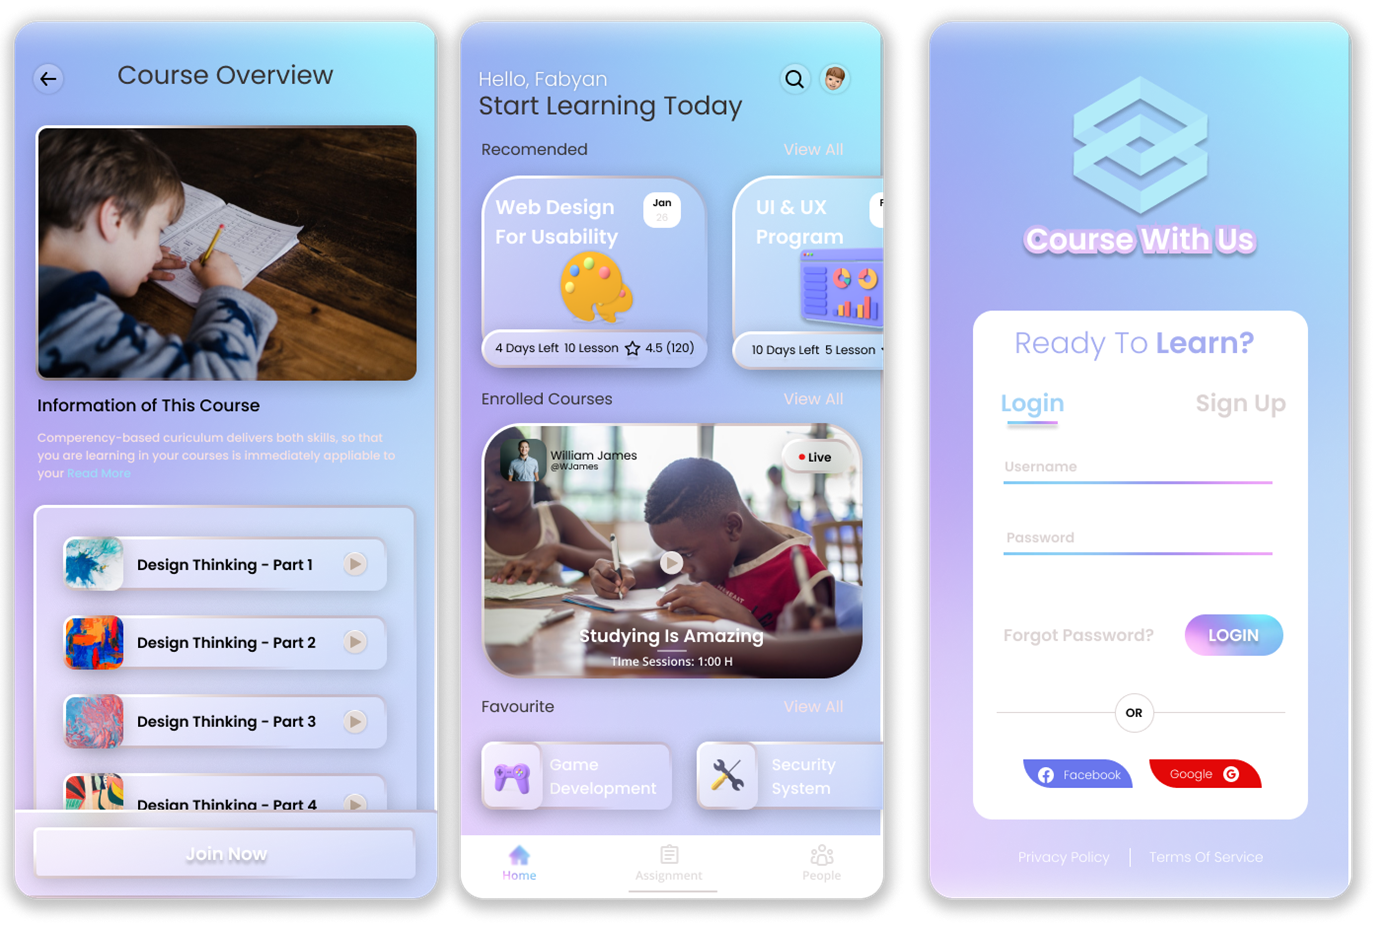 Course Overview
Information of This Course
Comperency-based curiculum delivers both skills, so that
you are learning in your courses is immediately appliable to
your Read More
Design Thinking - Part 1
Design Thinking - Part 2
Design Thinking - Part 3
Design Thinking - Part 4
Join Now
Hello, Fabyan
Start Learning Today
Recomended View All
Web Design
For Usability
Jan
26
4 Days Left 10 Lesson 4.5 (120)
UI & UX
Program
F
10 Days Left 5 Lesson
Enrolled Courses View All
William James
@WJames
Live
Studying Is Amazing
TIme Sessions: 1:00 H
Favourite View All
Game
Development
Security
System
Home
Assignment
People
Course With Us
Ready To Learn?
Login Sign Up
Username
Password
Forgot Password? LOGIN
OR
Facebook Google
Privacy Policy Terms Of Service